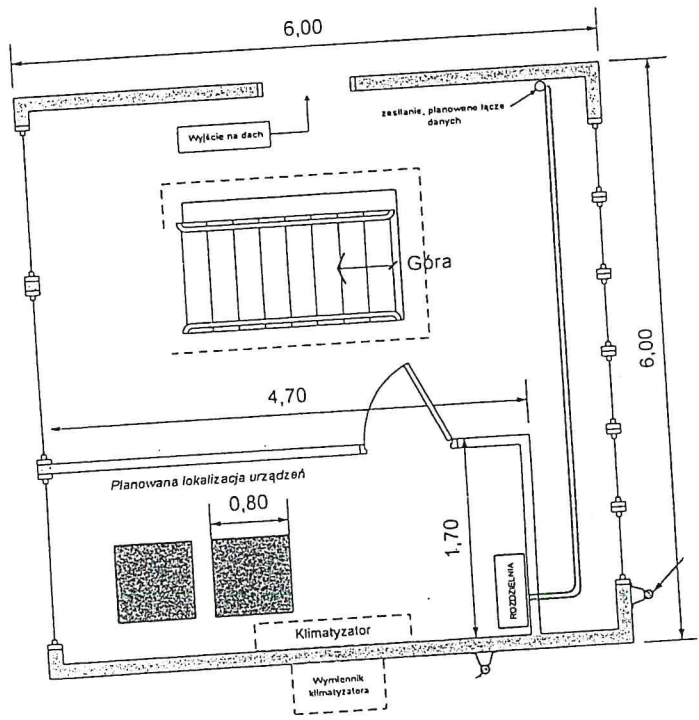 6,00
zasilanie, planowane łącze
danych
Wyjście na dach
Góra
6,00
4,70
Planowana lokalizacja urządzeń
0,80
1,70
ROZDZIELNIA
Klimatyzator
Wymiennik
klimatyzatora